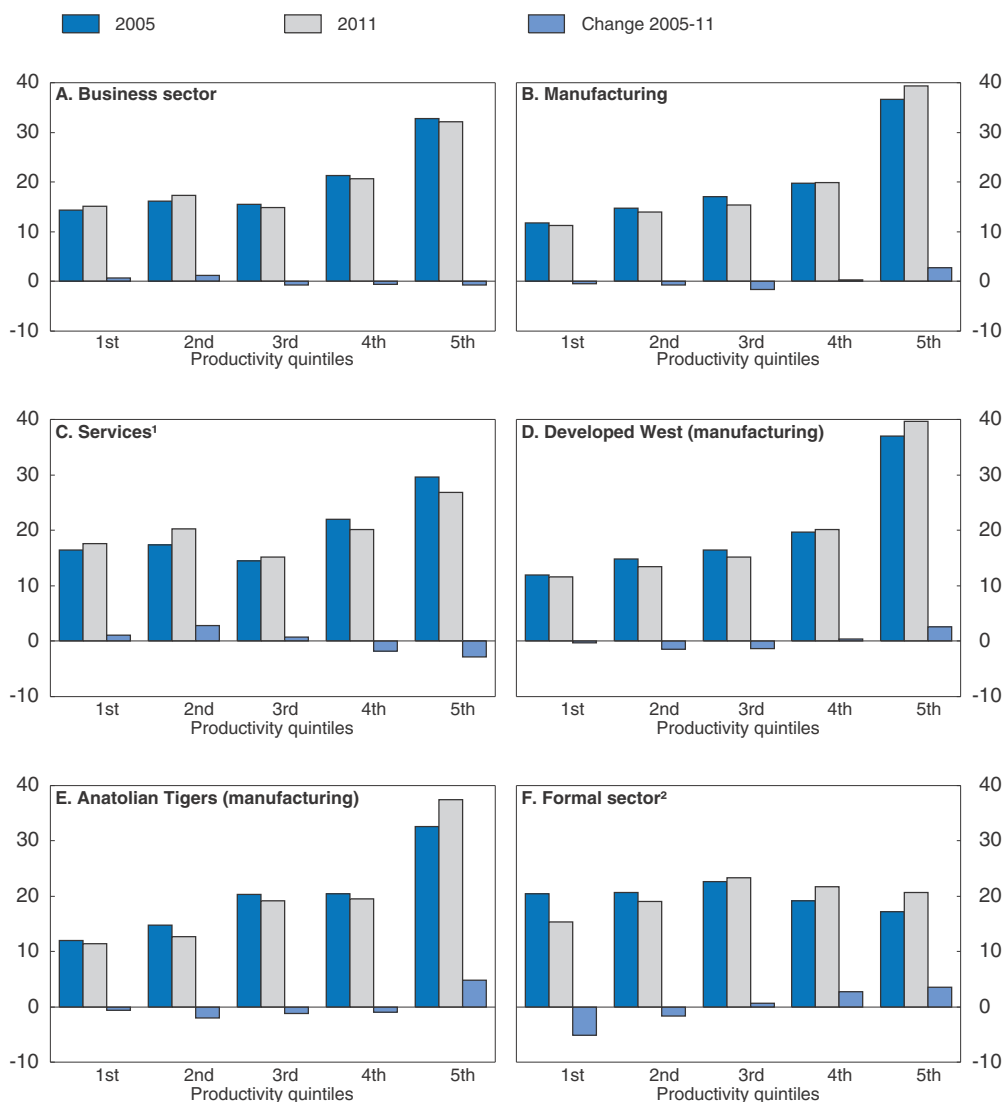 2005 2011 Change 2005-11
A. Business sector
40
30
20
10
0
-10
1st 2nd 3rd 4th 5th
Productivity quintiles
B. Manufacturing
40
30
20
10
0
-10
1st 2nd 3rd 4th 5th
Productivity quintiles
C. Services¹
40
30
20
10
0
-10
1st 2nd 3rd 4th 5th
Productivity quintiles
D. Developed West (manufacturing)
40
30
20
10
0
-10
1st 2nd 3rd 4th 5th
Productivity quintiles
E. Anatolian Tigers (manufacturing)
40
30
20
10
0
-10
1st 2nd 3rd 4th 5th
Productivity quintiles
F. Formal sector²
40
30
20
10
0
-10
1st 2nd 3rd 4th 5th
Productivity quintiles